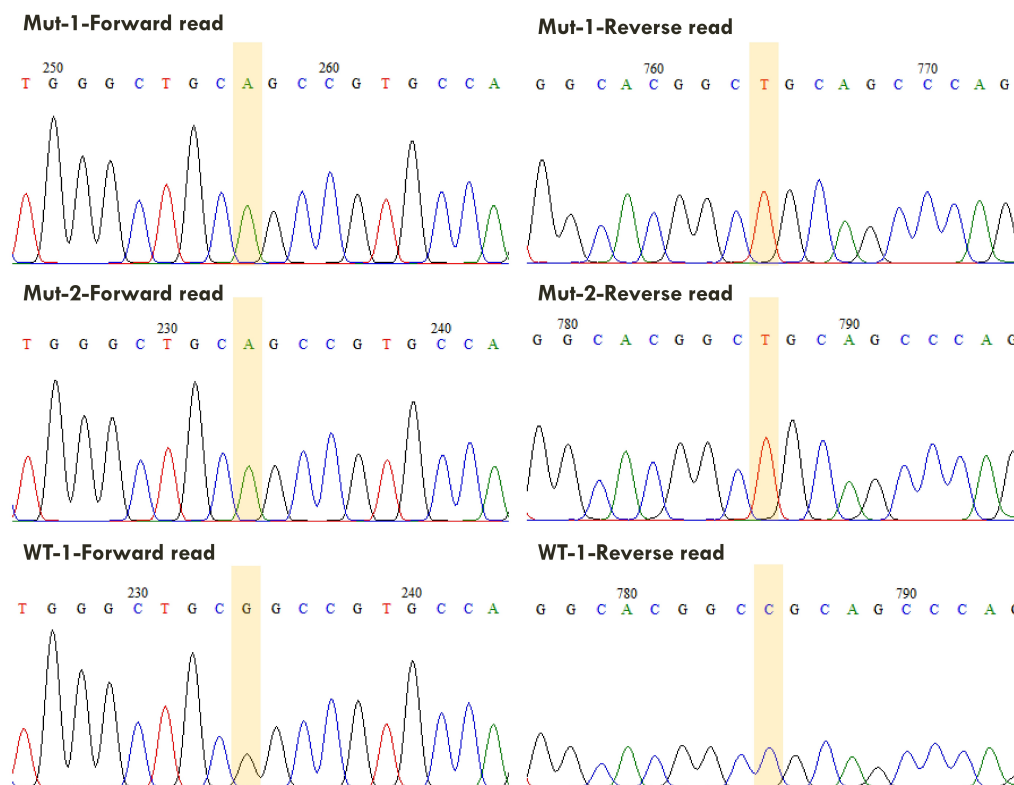 Mut-1-Forward read
250 260
T G G G C T G C A G C C G T G C C A
Mut-1-Reverse read
760 770
G G C A C G G C T G C A G C C C A G
Mut-2-Forward read
230 240
T G G G C T G C A G C C G T G C C A
Mut-2-Reverse read
780 790
G G C A C G G C T G C A G C C C A G
WT-1-Forward read
230 240
T G G G C T G C G G C C G T G C C A
WT-1-Reverse read
780 790
G G C A C G G C C G C A G C C C A G